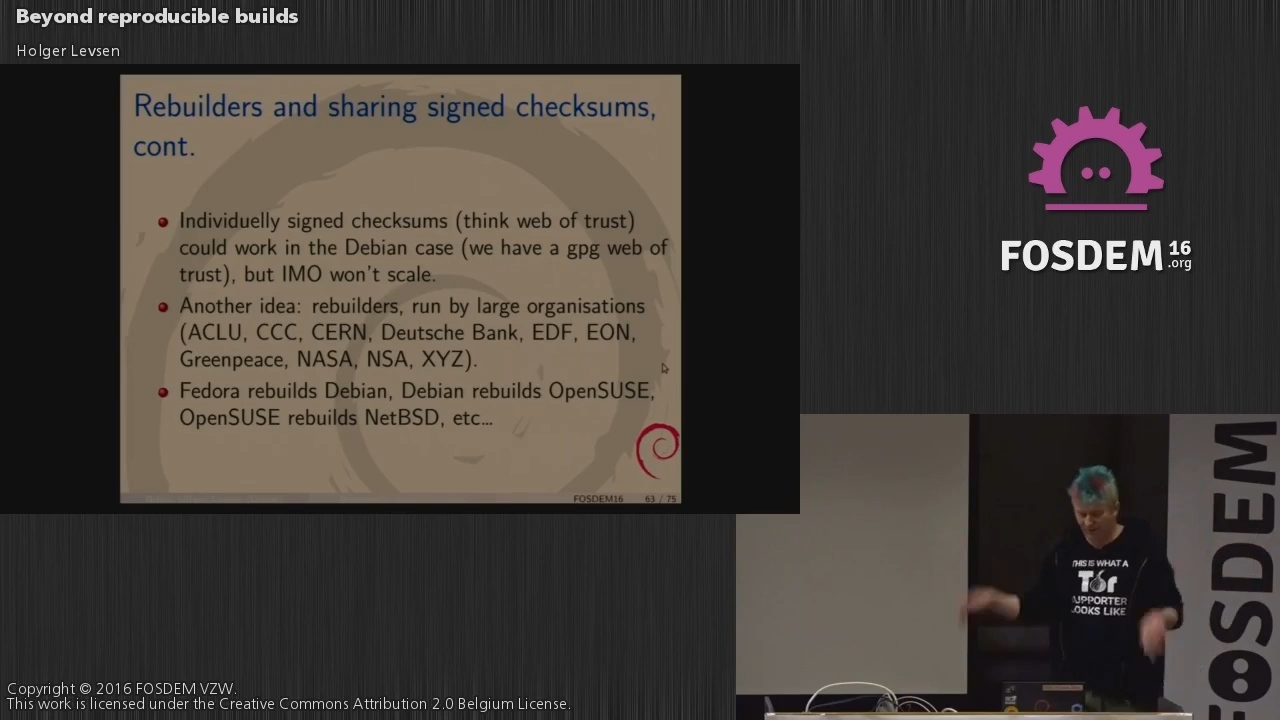 Beyond reproducible builds
Holger Levsen
Rebuilders and sharing signed checksums,
cont.
Individuelly signed checksums (think web of trust)
could work in the Debian case (we have a gpg web of
trust), but IMO won't scale.
Another idea: rebuilders, run by large organisations
(ACLU, CCC, CERN, Deutsche Bank, EDF, EON,
Greenpeace, NASA, NSA, XYZ).
Fedora rebuilds Debian, Debian rebuilds OpenSUSE,
OpenSUSE rebuilds NetBSD, etc...
FOSDEM16 63 / 75
FOSDEM 16
.org
THIS IS WHAT A
Tor
SUPPORTER
LOOKS LIKE
FOSDEM
Copyright © 2016 FOSDEM VZW.
This work is licensed under the Creative Commons Attribution 2.0 Belgium License.